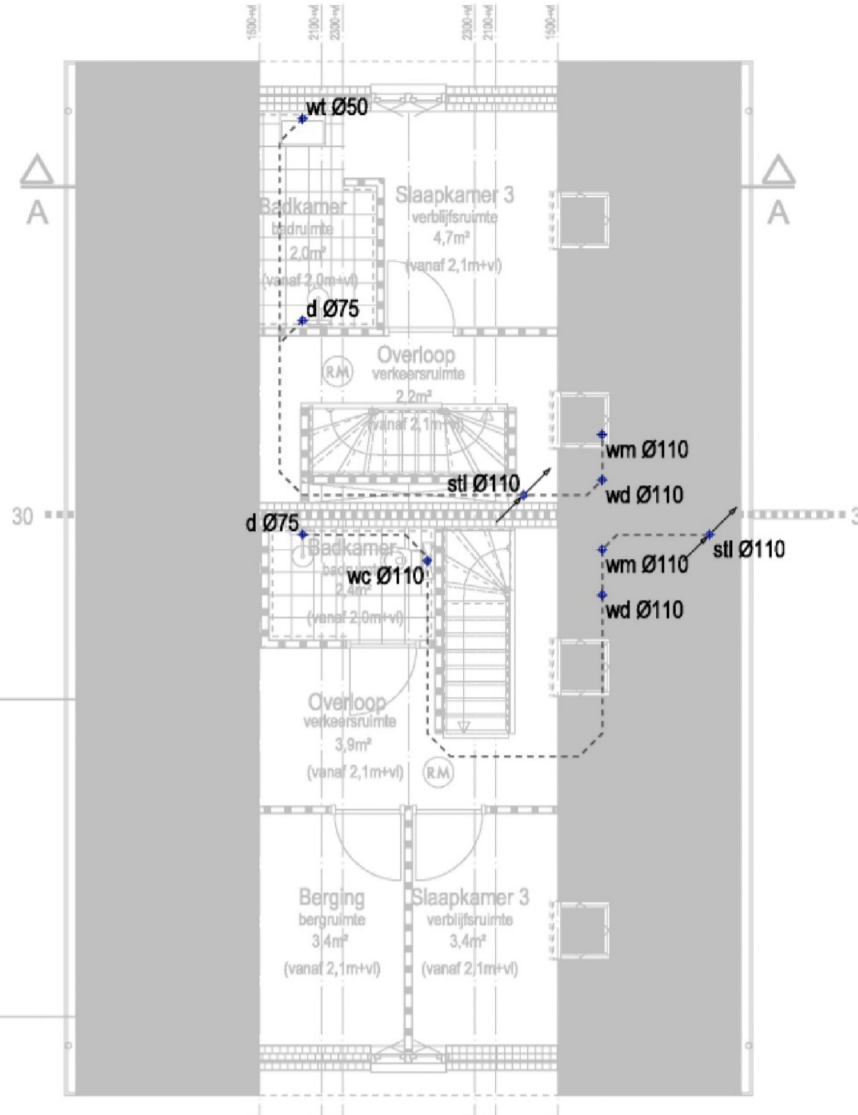 1500+vl
2100+vl
2300+vl
2300+vl
2100+vl
1500+vl
wt Ø50
A
A
Badkamer
badruimte
2,0m²
(vanaf 2,0m+vl)
Slaapkamer 3
verblijfsruimte
4,7m²
(vanaf 2,1m+vl)
d Ø75
Overloop
verkeersruimte
2,2m²
(vanaf 2,1m+vl)
RM
wm Ø110
stl Ø110
wd Ø110
30
3
d Ø75
Badkamer
badruimte
2,4m²
(vanaf 2,0m+vl)
wc Ø110
wm Ø110
stl Ø110
wd Ø110
Overloop
verkeersruimte
3,9m²
(vanaf 2,1m+vl)
RM
Berging
bergruimte
3,4m²
(vanaf 2,1m+vl)
Slaapkamer 3
verblijfsruimte
3,4m²
(vanaf 2,1m+vl)